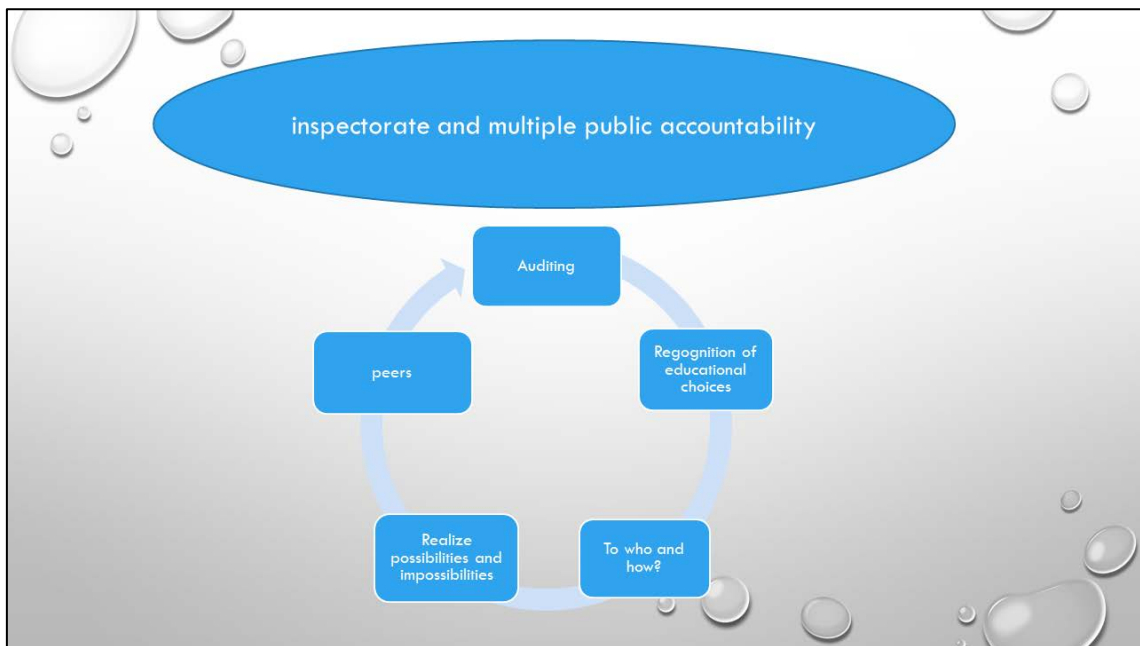 inspectorate and multiple public accountability
Auditing
Regognition of
educational
choices
To who and
how?
Realize
possibilities and
impossibilities
peers